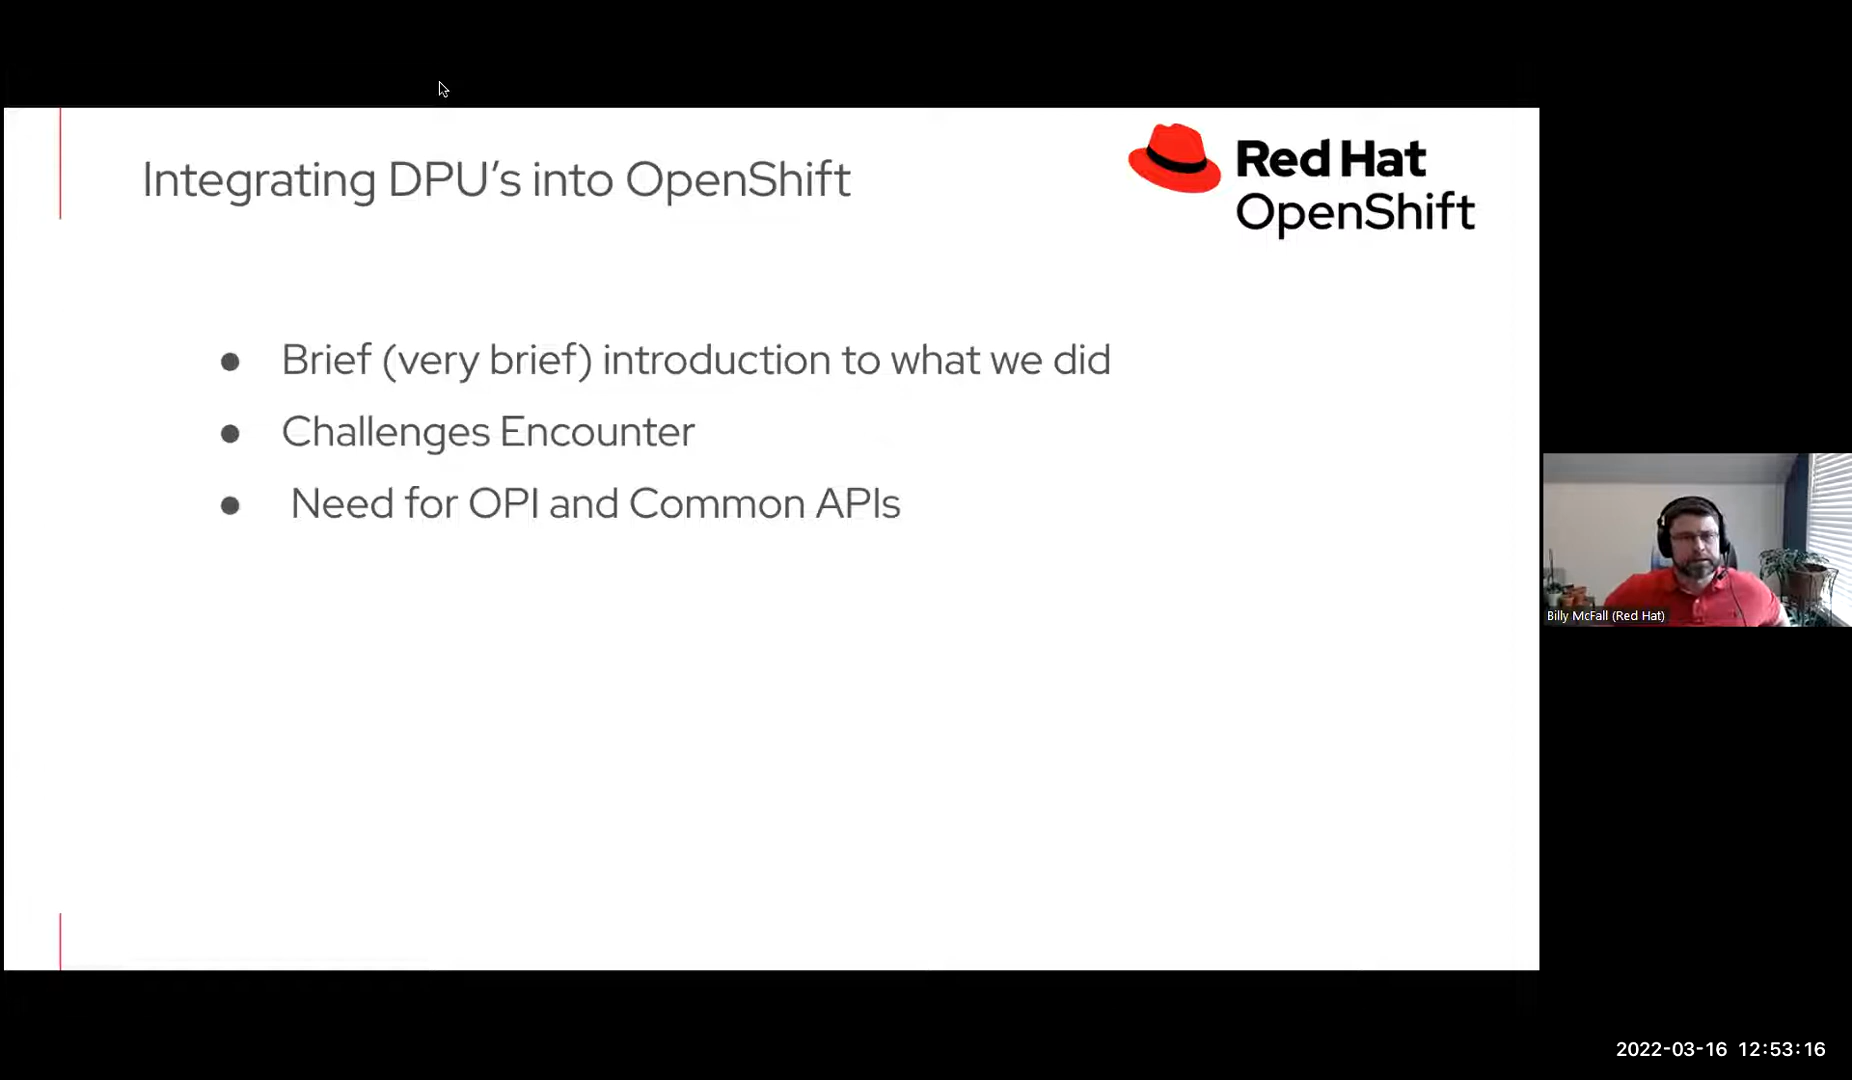 Integrating DPU’s into OpenShift
Red Hat
OpenShift
● Brief (very brief) introduction to what we did
● Challenges Encounter
● Need for OPI and Common APIs
Billy McFall (Red Hat)
2022-03-16 12:53:16